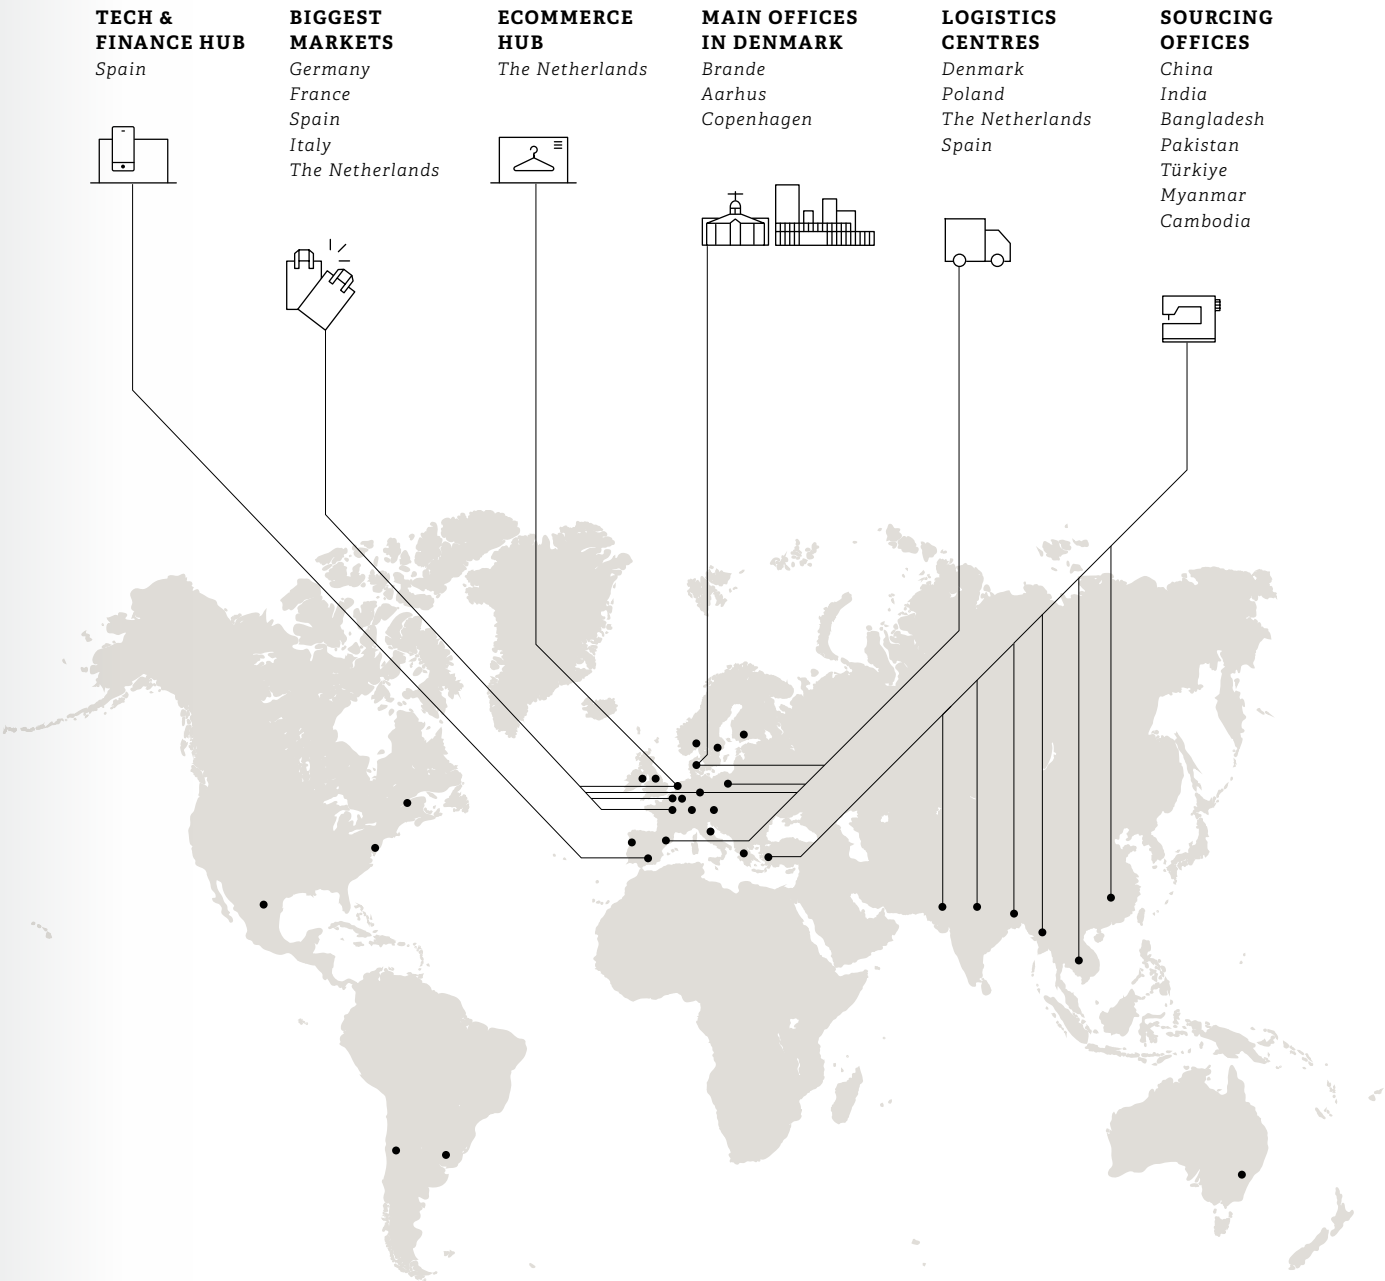 TECH &
FINANCE HUB
Spain
BIGGEST
MARKETS
Germany
France
Spain
Italy
The Netherlands
ECOMMERCE
HUB
The Netherlands
MAIN OFFICES
IN DENMARK
Brande
Aarhus
Copenhagen
LOGISTICS
CENTRES
Denmark
Poland
The Netherlands
Spain
SOURCING
OFFICES
China
India
Bangladesh
Pakistan
Türkiye
Myanmar
Cambodia